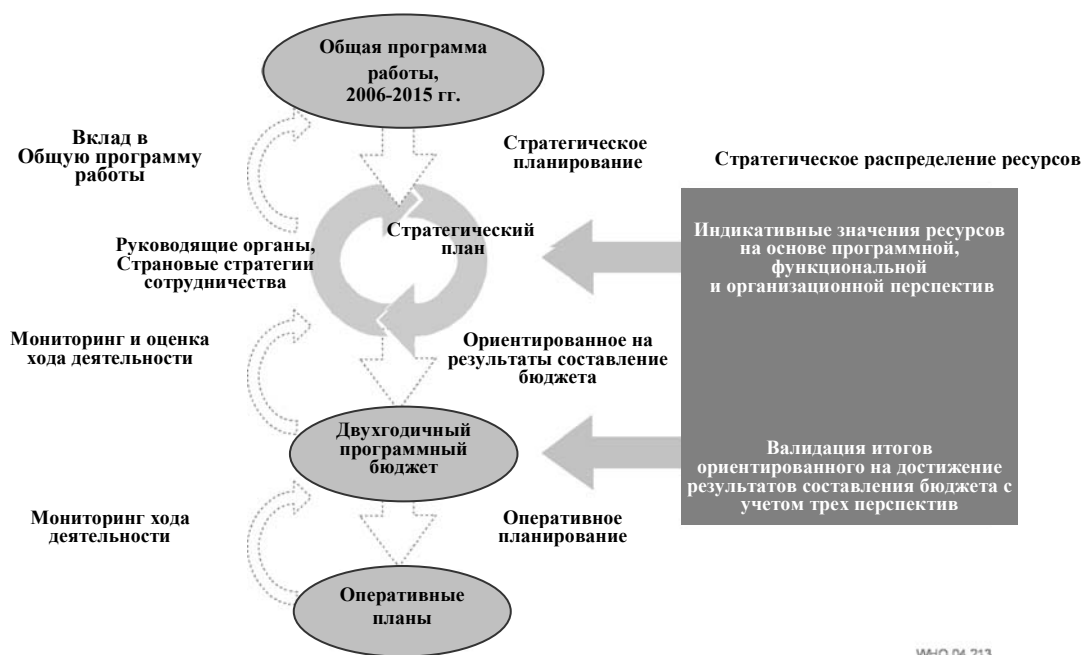 Общая программа
работы,
2006-2015 гг.
Вклад в
Общую программу
работы
Стратегическое
планирование
Стратегическое распределение ресурсов
Руководящие органы,
Страновые стратегии
сотрудничества
Стратегический
план
Индикативные значения ресурсов
на основе программной,
функциональной
и организационной перспектив
Мониторинг и оценка
хода деятельности
Ориентированное на
результаты составление
бюджета
Двухгодичный
программный
бюджет
Валидация итогов
ориентированного на достижение
результатов составления бюджета с
учетом трех перспектив
Мониторинг хода
деятельности
Оперативное
планирование
Оперативные
планы
WHO 04.213